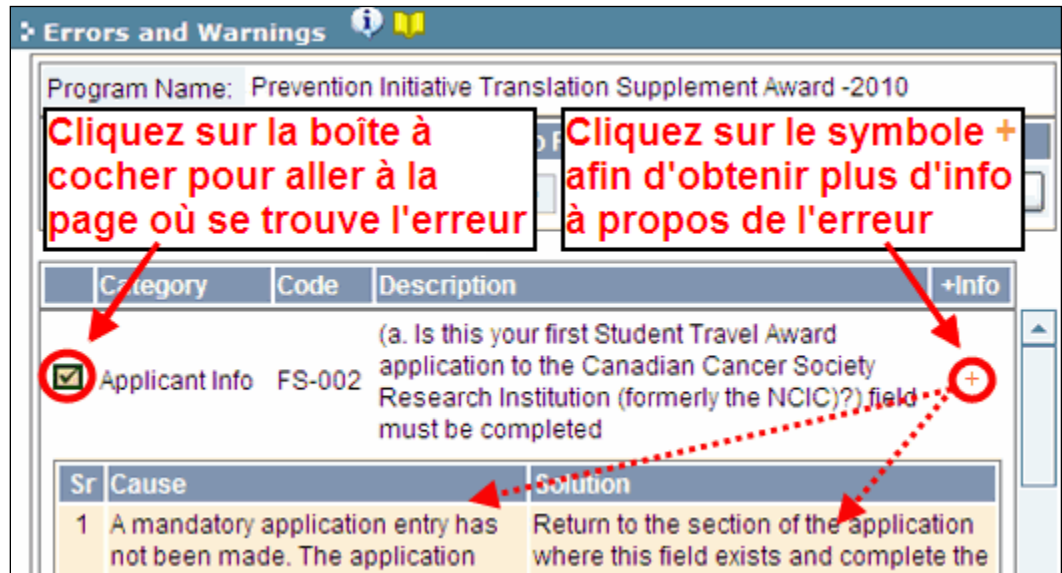 Errors and Warnings
Program Name: Prevention Initiative Translation Supplement Award -2010
Cliquez sur la boîte à
cocher pour aller à la
page où se trouve l'erreur
Cliquez sur le symbole +
afin d'obtenir plus d'info
à propos de l'erreur
Category Code Description +Info
Applicant Info FS-002 (a. Is this your first Student Travel Award
application to the Canadian Cancer Society
Research Institution (formerly the NCIC)?) field
must be completed
+
Sr Cause Solution
1 A mandatory application entry has Return to the section of the application
not been made. The application where this field exists and complete the